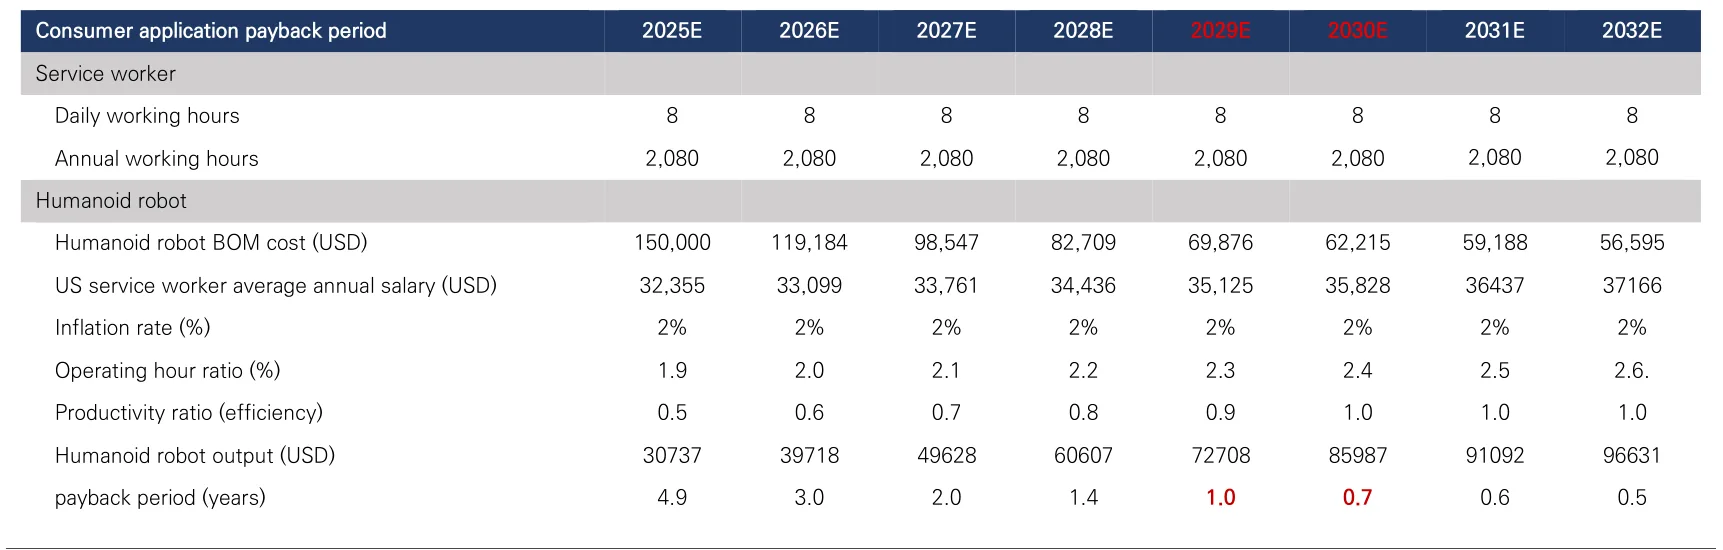 Consumer application payback period 2025E 2026E 2027E 2028E 2029E 2030E 2031E 2032E
Service worker
Daily working hours 8 8 8 8 8 8 8 8
Annual working hours 2,080 2,080 2,080 2,080 2,080 2,080 2,080 2,080
Humanoid robot
Humanoid robot BOM cost (USD) 150,000 119,184 98,547 82,709 69,876 62,215 59,188 56,595
US service worker average annual salary (USD) 32,355 33,099 33,761 34,436 35,125 35,828 36437 37166
Inflation rate (%) 2% 2% 2% 2% 2% 2% 2% 2%
Operating hour ratio (%) 1.9 2.0 2.1 2.2 2.3 2.4 2.5 2.6.
Productivity ratio (efficiency) 0.5 0.6 0.7 0.8 0.9 1.0 1.0 1.0
Humanoid robot output (USD) 30737 39718 49628 60607 72708 85987 91092 96631
payback period (years) 4.9 3.0 2.0 1.4 1.0 0.7 0.6 0.5